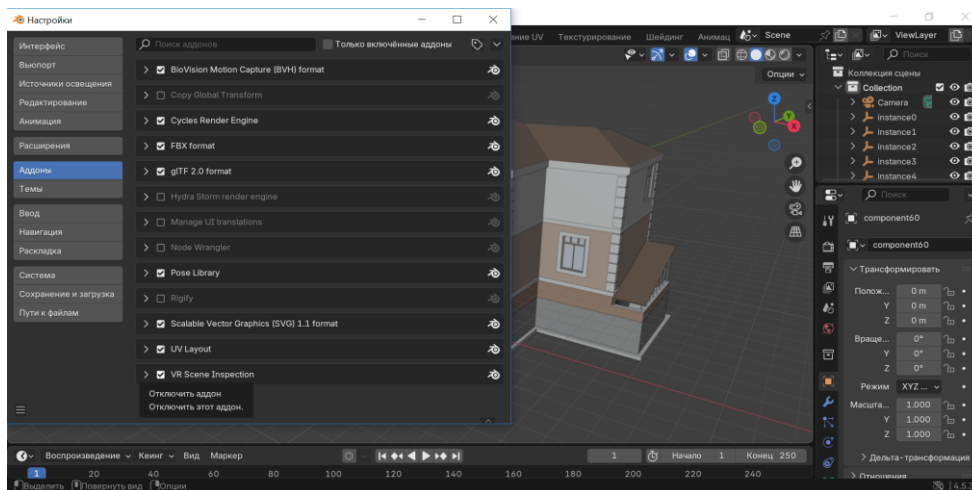 Настройки
Интерфейс
Вьюпорт
Источники освещения
Редактирование
Анимация
Расширения
Аддоны
Темы
Ввод
Навигация
Раскладка
Система
Сохранение и загрузка
Пути к файлам
Поиск аддонов
Только включённые аддоны
BioVision Motion Capture (BVH) format
Copy Global Transform
Cycles Render Engine
FBX format
glTF 2.0 format
Hydra Storm render engine
Manage UI translations
Node Wrangler
Pose Library
Rigify
Scalable Vector Graphics (SVG) 1.1 format
UV Layout
VR Scene Inspection
Отключить аддон
Отключить этот аддон.
ание UV Текстурирование Шейдинг Анимац Scene ViewLayer
Опции
Z
Y
X
Поиск
Коллекция сцены
Collection
Camera
instance0
instance1
instance2
instance3
instance4
Поиск
component60
component60
Трансформировать
Полож... 0 m
Y 0 m
Z 0 m
Враще... 0°
Y 0°
Z 0°
Режим XYZ ...
Масшта... 1.000
Y 1.000
Z 1.000
Дельта-трансформация
Отношения
Воспроизведение Кеинг Вид Маркер 1 Начало 1 Конец 250
1 20 40 60 80 100 120 140 160 180 200 220 240
Выделить Повернуть вид Опции